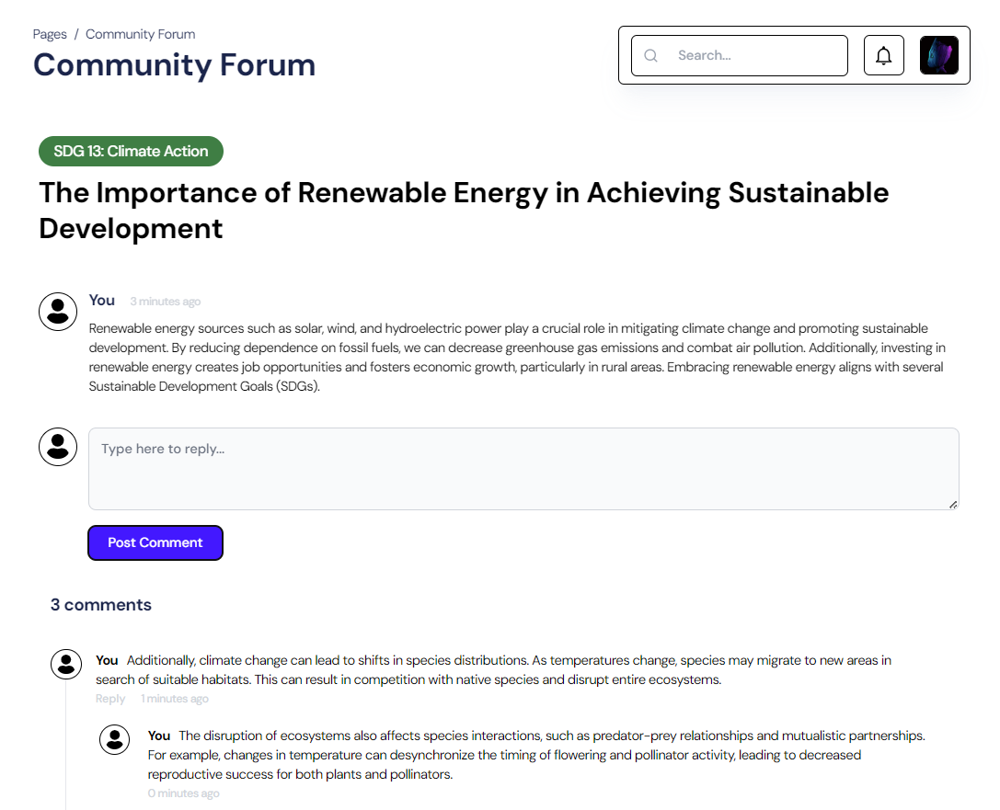 Pages / Community Forum
Community Forum
Search...
SDG 13: Climate Action
The Importance of Renewable Energy in Achieving Sustainable
Development
You 3 minutes ago
Renewable energy sources such as solar, wind, and hydroelectric power play a crucial role in mitigating climate change and promoting sustainable
development. By reducing dependence on fossil fuels, we can decrease greenhouse gas emissions and combat air pollution. Additionally, investing in
renewable energy creates job opportunities and fosters economic growth, particularly in rural areas. Embracing renewable energy aligns with several
Sustainable Development Goals (SDGs).
Type here to reply...
Post Comment
3 comments
You Additionally, climate change can lead to shifts in species distributions. As temperatures change, species may migrate to new areas in
search of suitable habitats. This can result in competition with native species and disrupt entire ecosystems.
Reply 1 minutes ago
You The disruption of ecosystems also affects species interactions, such as predator-prey relationships and mutualistic partnerships.
For example, changes in temperature can desynchronize the timing of flowering and pollinator activity, leading to decreased
reproductive success for both plants and pollinators.
0 minutes ago